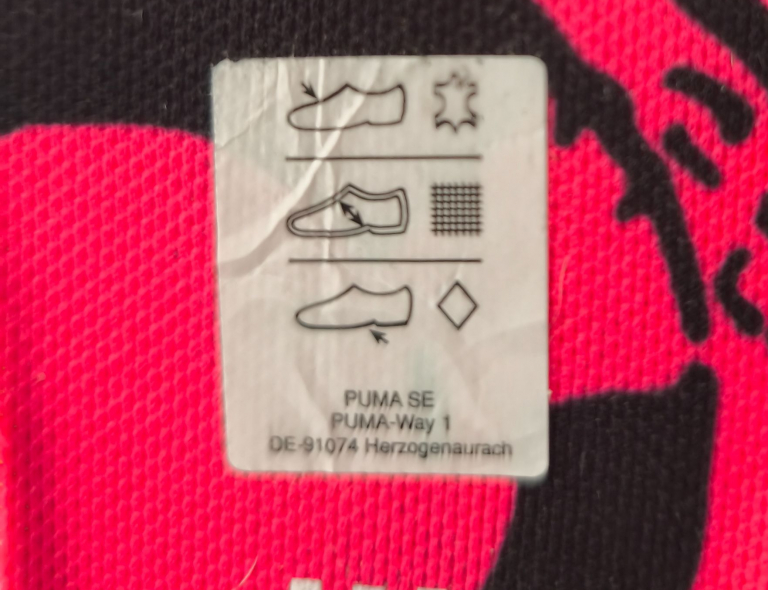 PUMA SE
PUMA-Way 1
DE-91074 Herzogenaurach